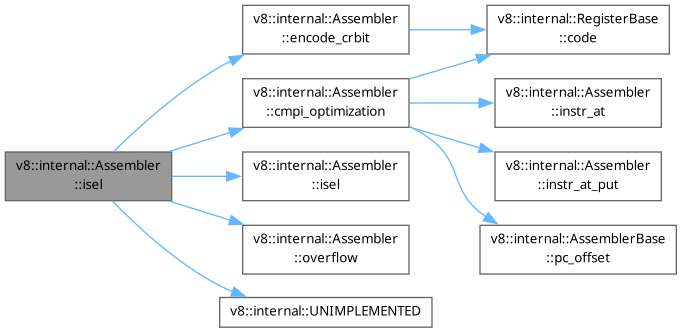 v8::internal::Assembler
::isel
v8::internal::Assembler
::encode_crbit
v8::internal::Assembler
::cmpi_optimization
v8::internal::Assembler
::isel
v8::internal::Assembler
::overflow
v8::internal::UNIMPLEMENTED
v8::internal::RegisterBase
::code
v8::internal::Assembler
::instr_at
v8::internal::Assembler
::instr_at_put
v8::internal::AssemblerBase
::pc_offset